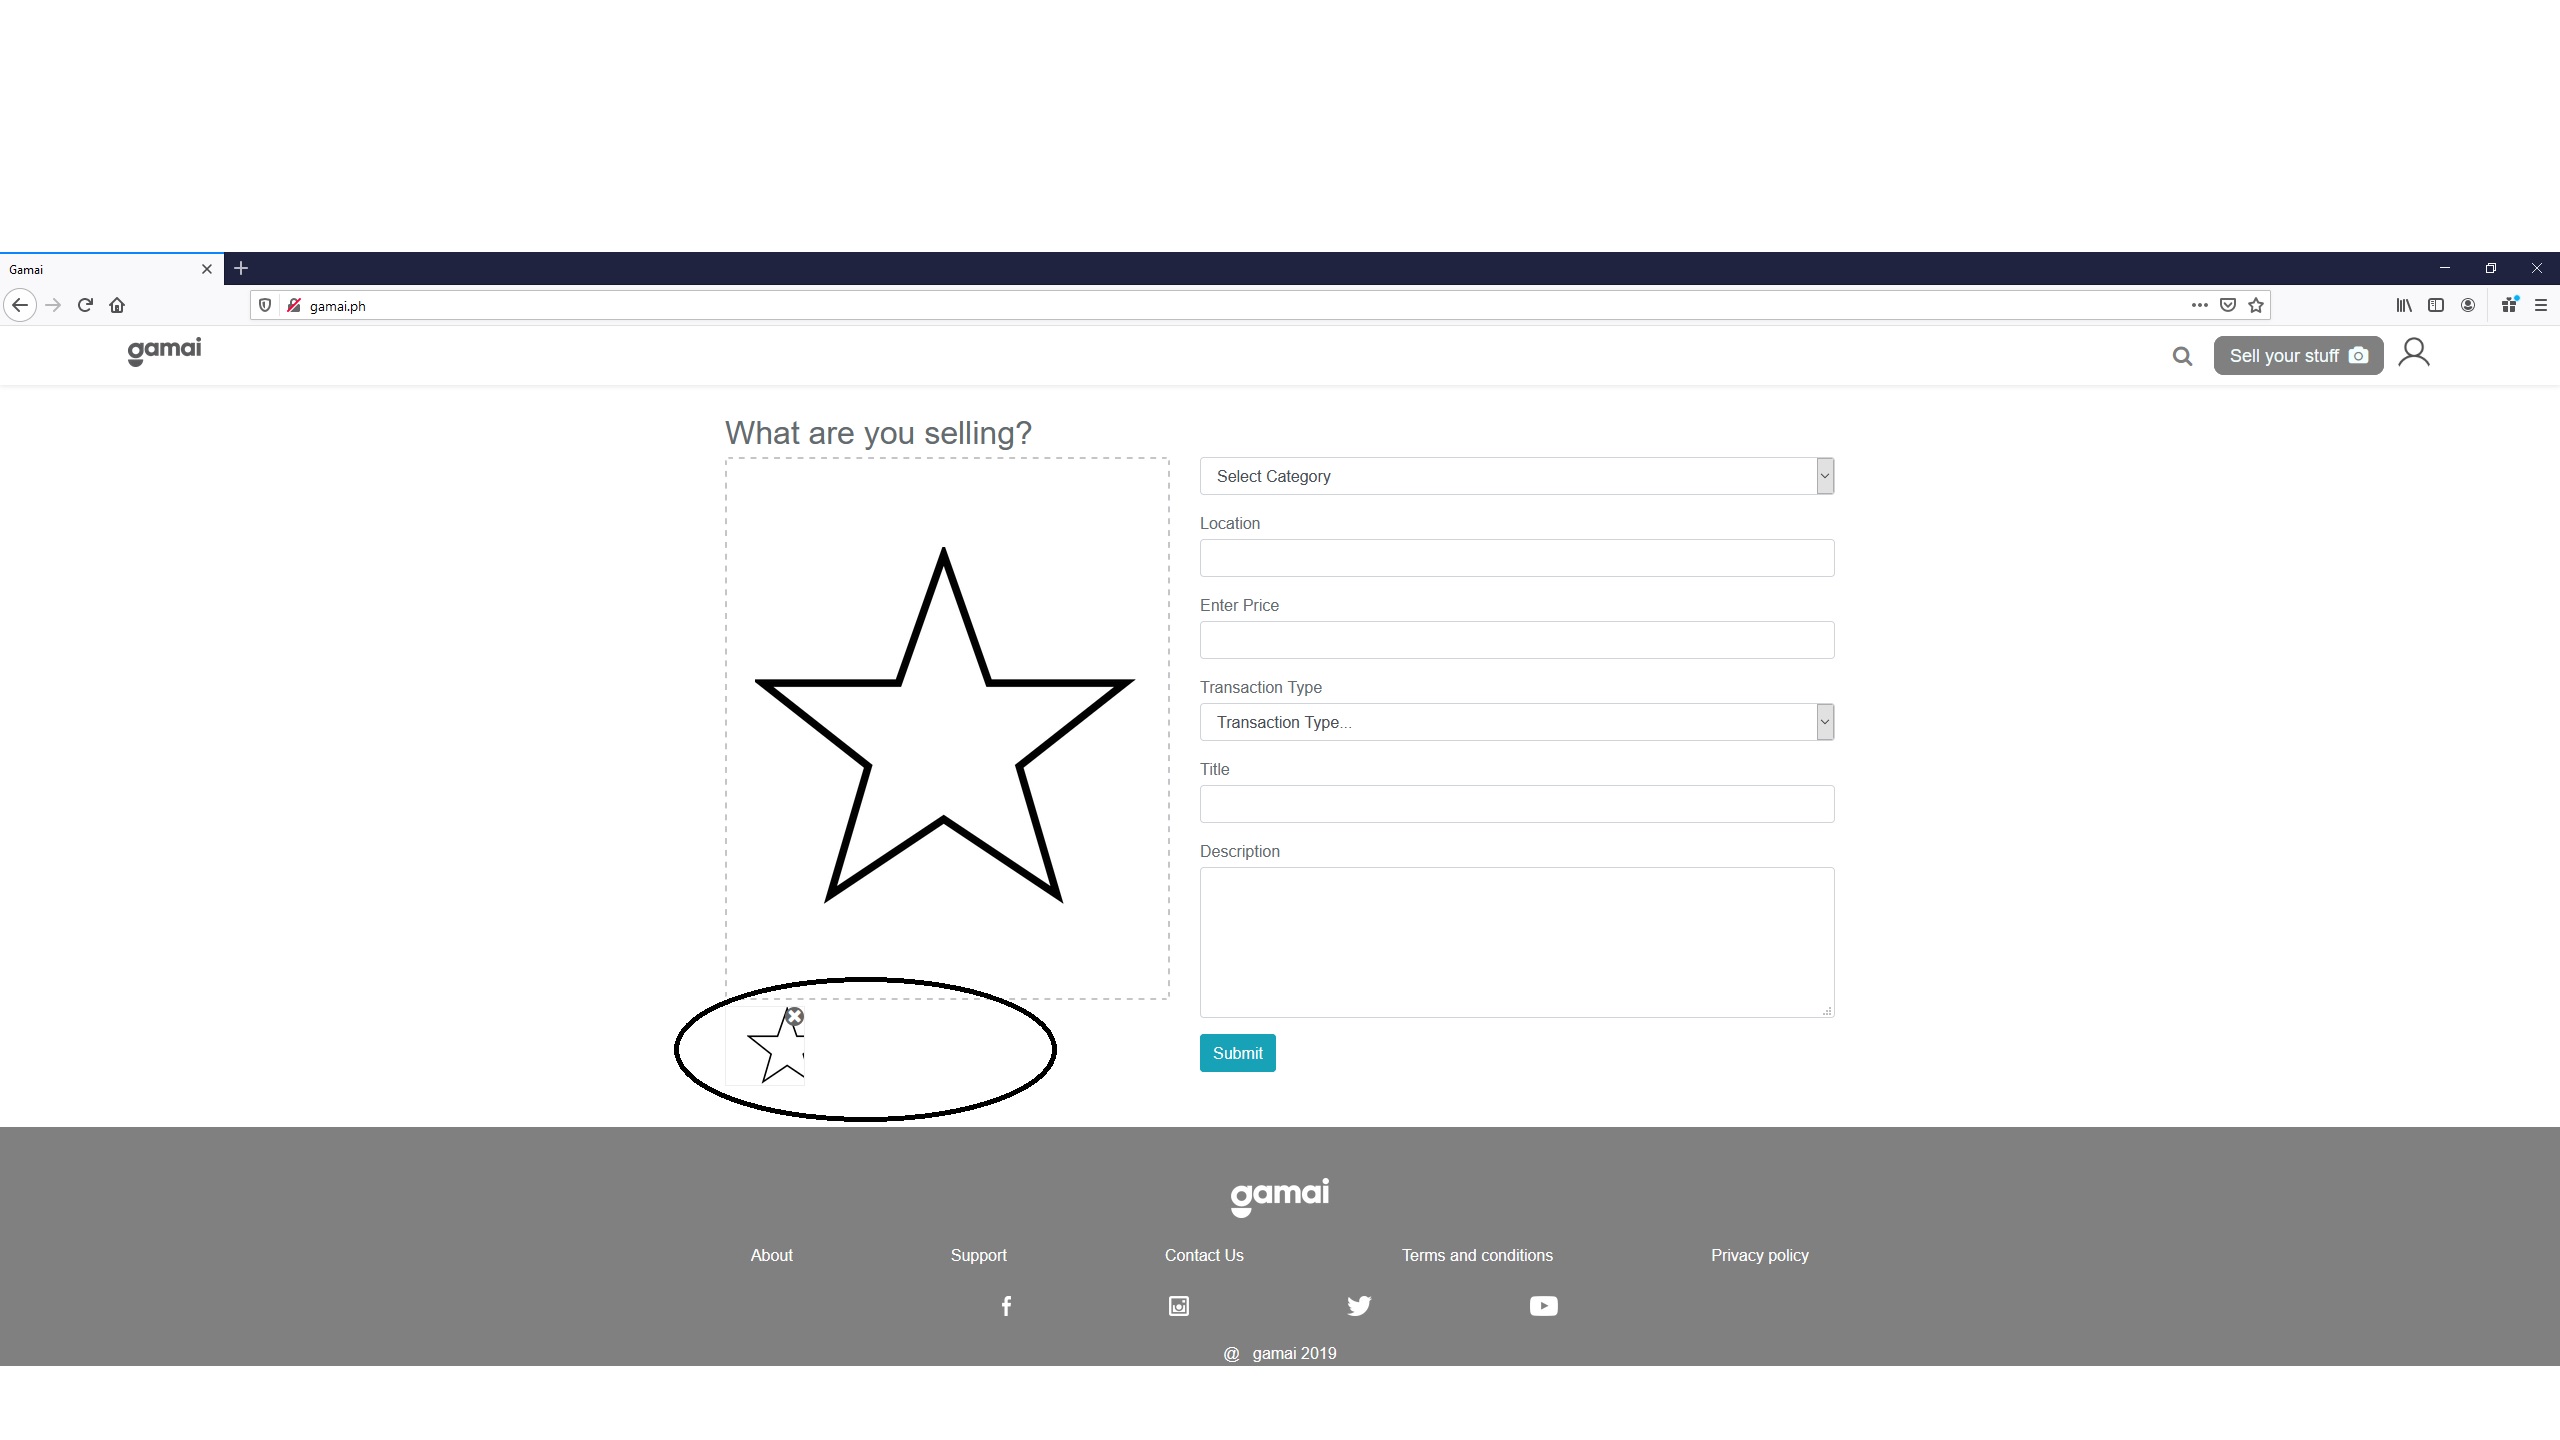 Gamai
gamai.ph
gamai
Sell your stuff
What are you selling?
Select Category
Location
Enter Price
Transaction Type
Transaction Type...
Title
Description
Submit
gamai
About Support Contact Us Terms and conditions Privacy policy
@ gamai 2019